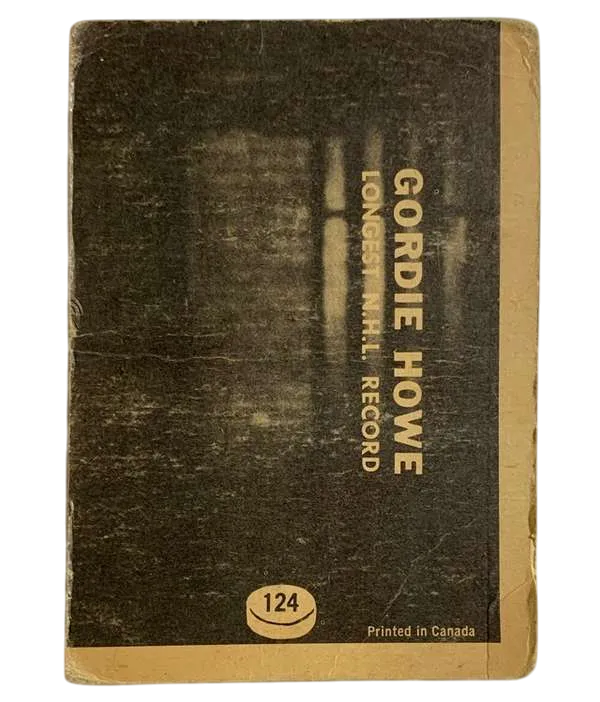 GORDIE HOWE
LONGEST N.H.L. RECORD
124
Printed in Canada